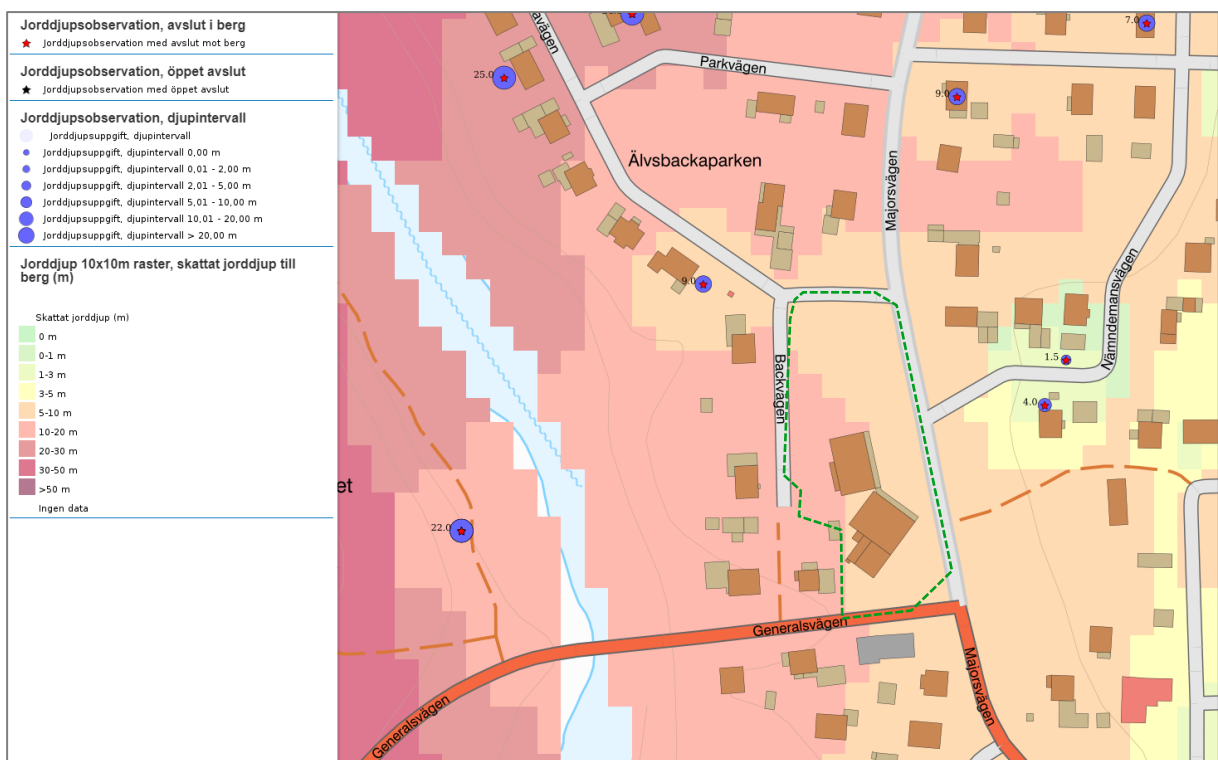 Jorddjupsobservation, avslut i berg
Jorddjupsobservation med avslut mot berg
Jorddjupsobservation, öppet avslut
Jorddjupsobservation med öppet avslut
Jorddjupsobservation, djupintervall
Jorddjupsuppgift, djupintervall
Jorddjupsuppgift, djupintervall 0,00 m
Jorddjupsuppgift, djupintervall 0,01 - 2,00 m
Jorddjupsuppgift, djupintervall 2,01 - 5,00 m
Jorddjupsuppgift, djupintervall 5,01 - 10,00 m
Jorddjupsuppgift, djupintervall 10,01 - 20,00 m
Jorddjupsuppgift, djupintervall > 20,00 m
Jorddjup 10x10m raster, skattat jorddjup till
berg (m)
Skattat jorddjup (m)
0 m
0-1 m
1-3 m
3-5 m
5-10 m
10-20 m
20-30 m
30-50 m
>50 m
Ingen data
7.0
25.0
Parkvägen
9.0
Älvsbackaparken
Majorsvägen
9.0
Nämndemansvägen
1.5
Backvägen
4.0
et
22.0
Generalsvägen
Majorsvägen
Generalsvägen